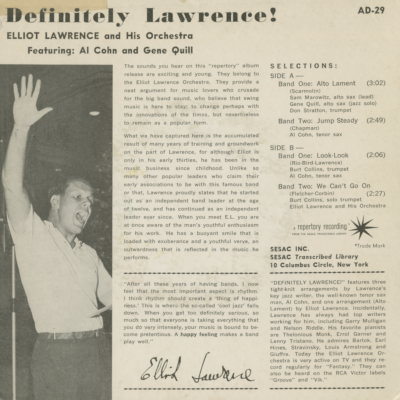 Definitely Lawrence!
AD-29
ELLIOT LAWRENCE and His Orchestra
Featuring: Al Cohn and Gene Quill
The sounds you hear on this "repertory" album
release are exciting and young. They belong to
the Elliot Lawrence Orchestra. They provide a
next argument for music lovers who crusade
for the big band sound, who believe that swing
music is here to stay, to change perhaps with
the innovations of the times, but nevertheless
to remain as a popular form.
What we have captured here is the accumulated
result of many years of training and groundwork
on the part of Lawrence, for although Elliot is
only in his early thirties, he has been in the
music business since childhood. Unlike so
many other popular leaders who claim their
early associations to be with this famous band
or that, Lawrence proudly states that he started
out as an independent band leader at the age
of twelve, and has continued as an independent
leader ever since. When you meet E.L. you are
at once aware of the man's youthful enthusiasm
for his work. He has a buoyant smile that is
loaded with exuberance and a youthful verve, an
outwardness that is reflected in the music he
performs.
"After all these years of having bands, I now
feel that the most important aspect is rhythm.
I think rhythm should create a 'thing of happi-
ness.' This is where the so-called 'cool jazz' falls
down. When you get too definitely serious, so
much so that everyone is taking everything that
you do very intensely, your music is bound to be-
come pretentious. A happy feeling makes a band
play well."
Elliot Lawrence
SELECTIONS:
SIDE A—
Band One: Alto Lament (3:02)
(Scarmolin)
Sam Marowitz, alto sax (lead)
Gene Quill, alto sax (jazz solo)
Don Stratton, trumpet
Band Two: Jump Steady (2:49)
(Chapman)
Al Cohn, tenor sax
SIDE B—
Band One: Look-Look (2:06)
(Nis-Bird-Lawrence)
Burt Collins, trumpet
Al Cohn, tenor sax
Band Two: We Can't Go On
(Fletcher-Corbin) (2:27)
Burt Collins, solo trumpet
Elliot Lawrence and His Orchestra
a repertory recording
FROM THE SESAC TRANSCRIBED LIBRARY
*Trade Mark
SESAC INC.
SESAC Transcribed Library
10 Columbus Circle, New York
"DEFINITELY LAWRENCE!" features three
tight-knit arrangements by Lawrence's
key jazz writer, the well-known tenor sax
man, Al Cohn, and one arrangement (Alto
Lament) by Elliot Lawrence. Incidentally,
Lawrence has always had top writers
working for him, including Gerry Mulligan
and Nelson Riddle. His favorite pianists
are Thelonious Monk, Errol Garner and
Lenny Tristano. He admires Bartok, Earl
Hines, Stravinsky, Louis Armstrong and
Giuffre. Today the Elliot Lawrence Or-
chestra is very active on TV and they re-
cord regularly for "Fantasy." They can
also be heard on the RCA Victor labels
"Groove" and "Vik."